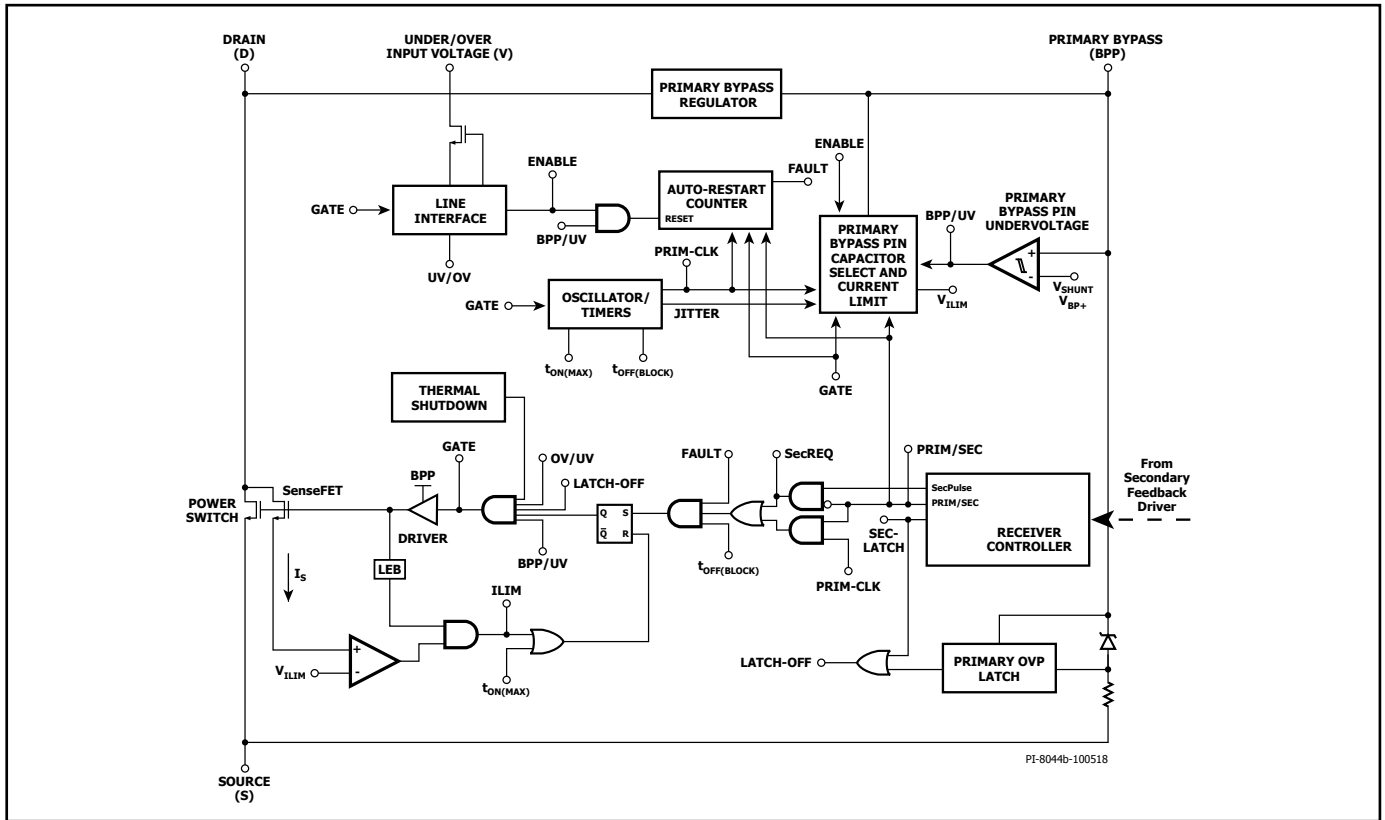 DRAIN
(D)
UNDER/OVER
INPUT VOLTAGE (V)
PRIMARY BYPASS
(BPP)
PRIMARY BYPASS
REGULATOR
ENABLE
FAULT
ENABLE
AUTO-RESTART
COUNTER
RESET
GATE
LINE
INTERFACE
BPP/UV
UV/OV
PRIM-CLK
PRIMARY
BYPASS PIN
CAPACITOR
SELECT AND
CURRENT
LIMIT
BPP/UV
PRIMARY
BYPASS PIN
UNDERVOLTAGE
+
-
VSHUNT
VBP+
VILIM
GATE
OSCILLATOR/
TIMERS
JITTER
tON(MAX)
tOFF(BLOCK)
GATE
THERMAL
SHUTDOWN
GATE
OV/UV
LATCH-OFF
FAULT
SecREQ
PRIM/SEC
From
Secondary
Feedback
Driver
POWER
SWITCH
SenseFET
BPP
DRIVER
BPP/UV
Q S
Q̅ R
tOFF(BLOCK)
PRIM-CLK
SEC-
LATCH
SecPulse
PRIM/SEC
RECEIVER
CONTROLLER
IS
LEB
ILIM
+
-
VILIM
tON(MAX)
LATCH-OFF
PRIMARY OVP
LATCH
SOURCE
(S)
PI-8044b-100518